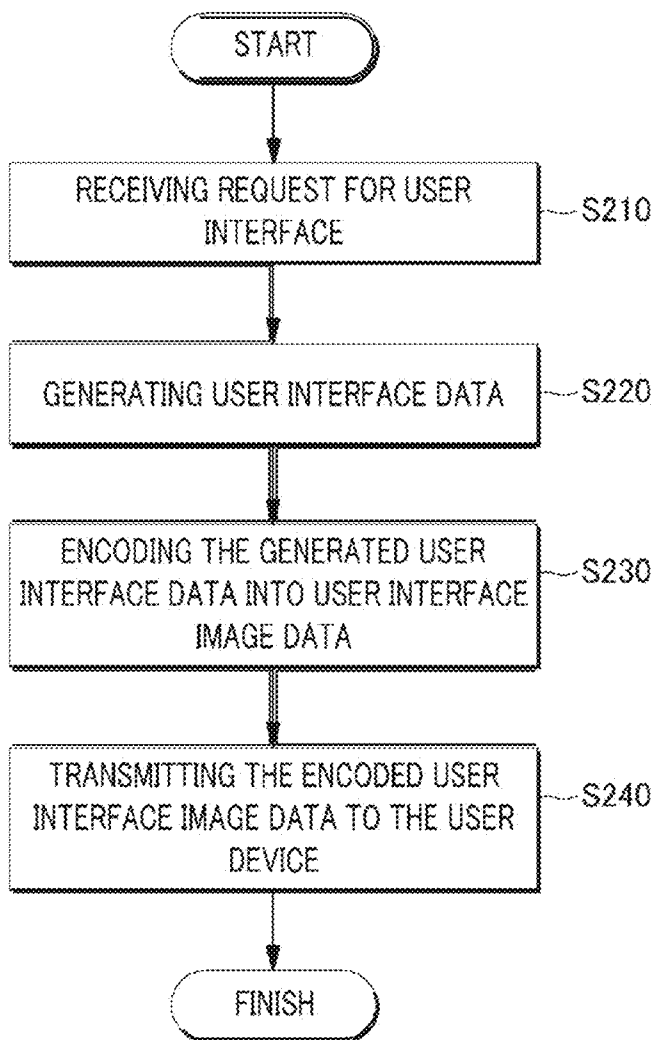 START
RECEIVING REQUEST FOR USER
INTERFACE
S210
GENERATING USER INTERFACE DATA
S220
ENCODING THE GENERATED USER
INTERFACE DATA INTO USER INTERFACE
IMAGE DATA
S230
TRANSMITTING THE ENCODED USER
INTERFACE IMAGE DATA TO THE USER
DEVICE
S240
FINISH